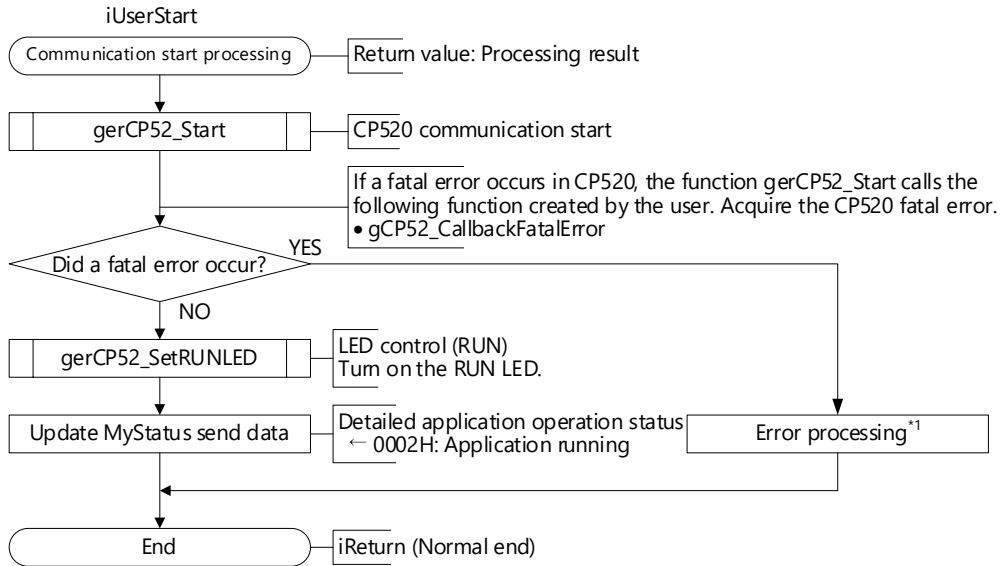 iUserStart
Communication start processing
Return value: Processing result
gerCP52_Start
CP520 communication start
If a fatal error occurs in CP520, the function gerCP52_Start calls the
following function created by the user. Acquire the CP520 fatal error.
• gCP52_CallbackFatalError
Did a fatal error occur?
YES
NO
gerCP52_SetRUNLED
LED control (RUN)
Turn on the RUN LED.
Update MyStatus send data
Detailed application operation status
← 0002H: Application running
Error processing*1
End
iReturn (Normal end)